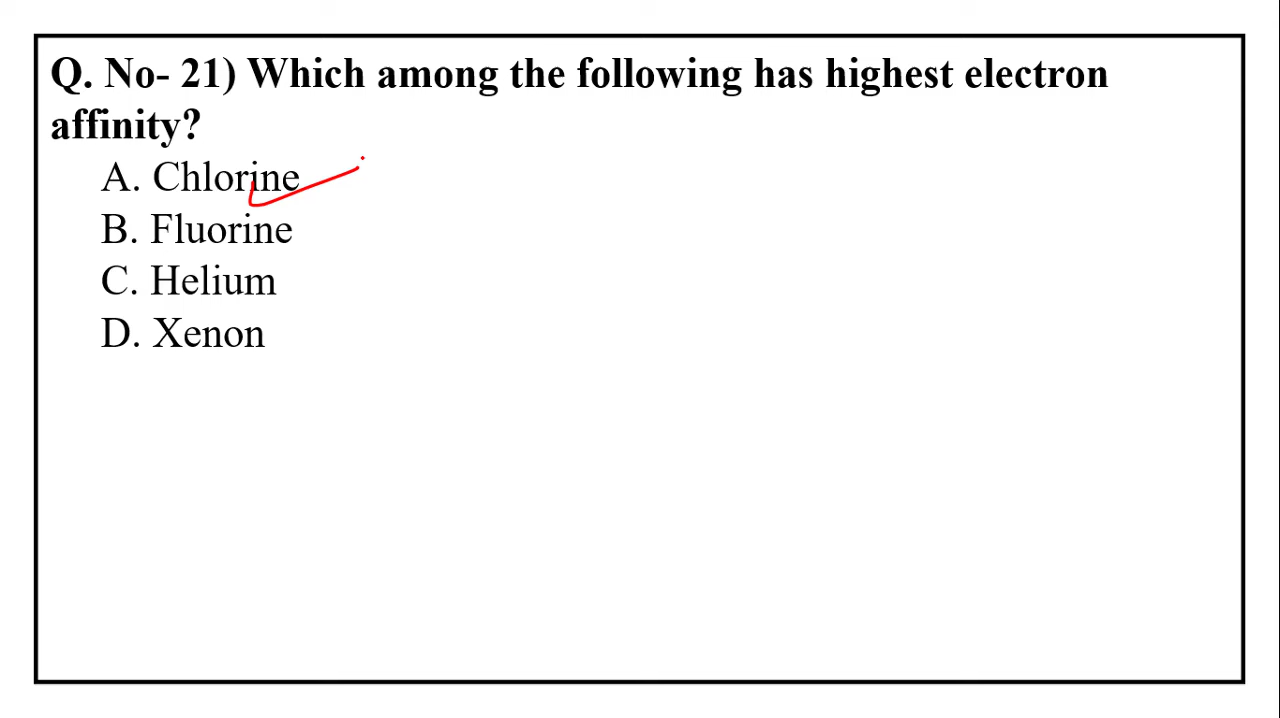 Q. No- 21) Which among the following has highest electron
affinity?
A. Chlorine
B. Fluorine
C. Helium
D. Xenon